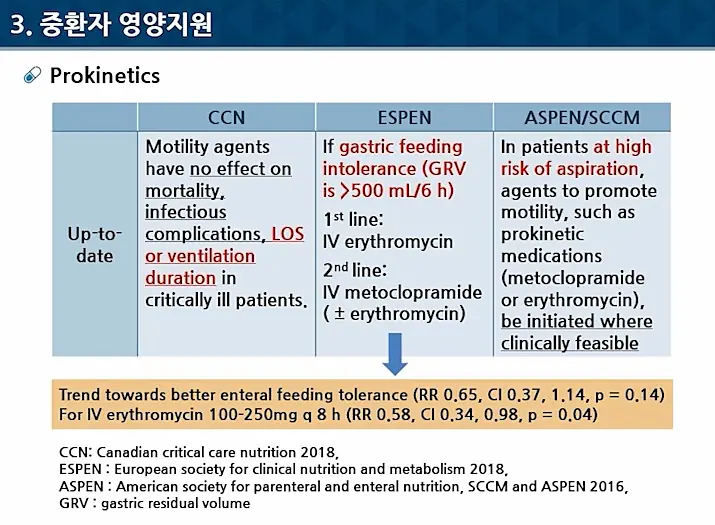 3. 중환자 영양지원
Prokinetics
CCN
ESPEN
ASPEN/SCCM
Up-to-
date
Motility agents
have no effect on
mortality,
infectious
complications, LOS
or ventilation
duration in
critically ill patients.
If gastric feeding
intolerance (GRV
is >500 mL/6 h)
1st line:
IV erythromycin
2nd line:
IV metoclopramide
( ± erythromycin)
In patients at high
risk of aspiration,
agents to promote
motility, such as
prokinetic
medications
(metoclopramide
or erythromycin),
be initiated where
clinically feasible
Trend towards better enteral feeding tolerance (RR 0.65, CI 0.37, 1.14, p = 0.14)
For IV erythromycin 100-250mg q 8 h (RR 0.58, CI 0.34, 0.98, p = 0.04)
CCN: Canadian critical care nutrition 2018,
ESPEN : European society for clinical nutrition and metabolism 2018,
ASPEN : American society for parenteral and enteral nutrition, SCCM and ASPEN 2016,
GRV : gastric residual volume